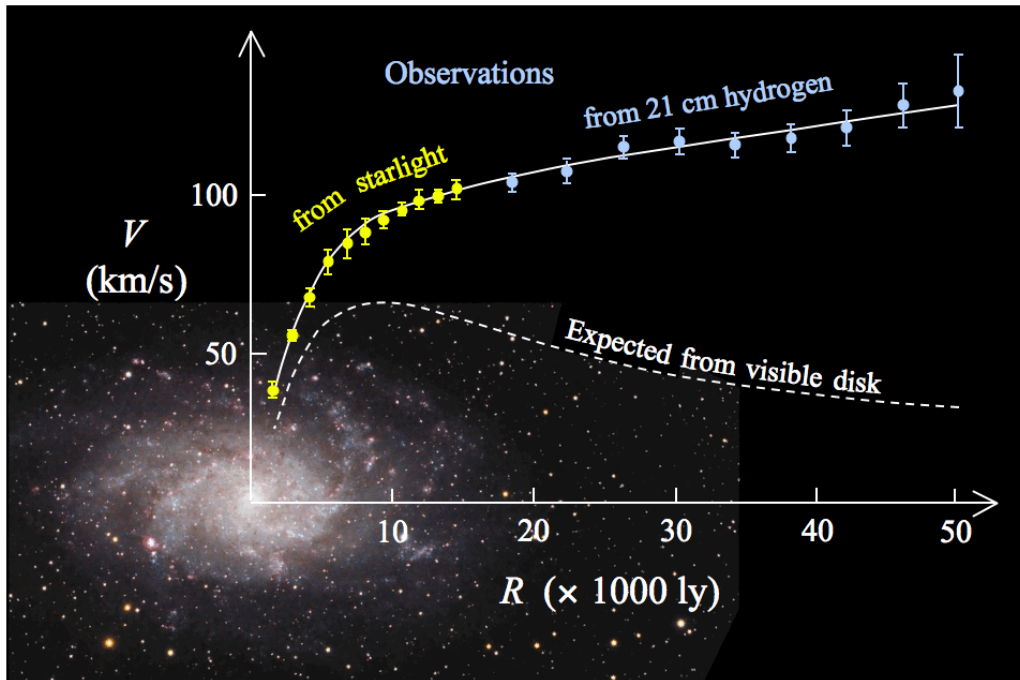 Observations
from 21 cm hydrogen
from starlight
100
V
(km/s)
50
Expected from visible disk
10 20 30 40 50
R (× 1000 ly)